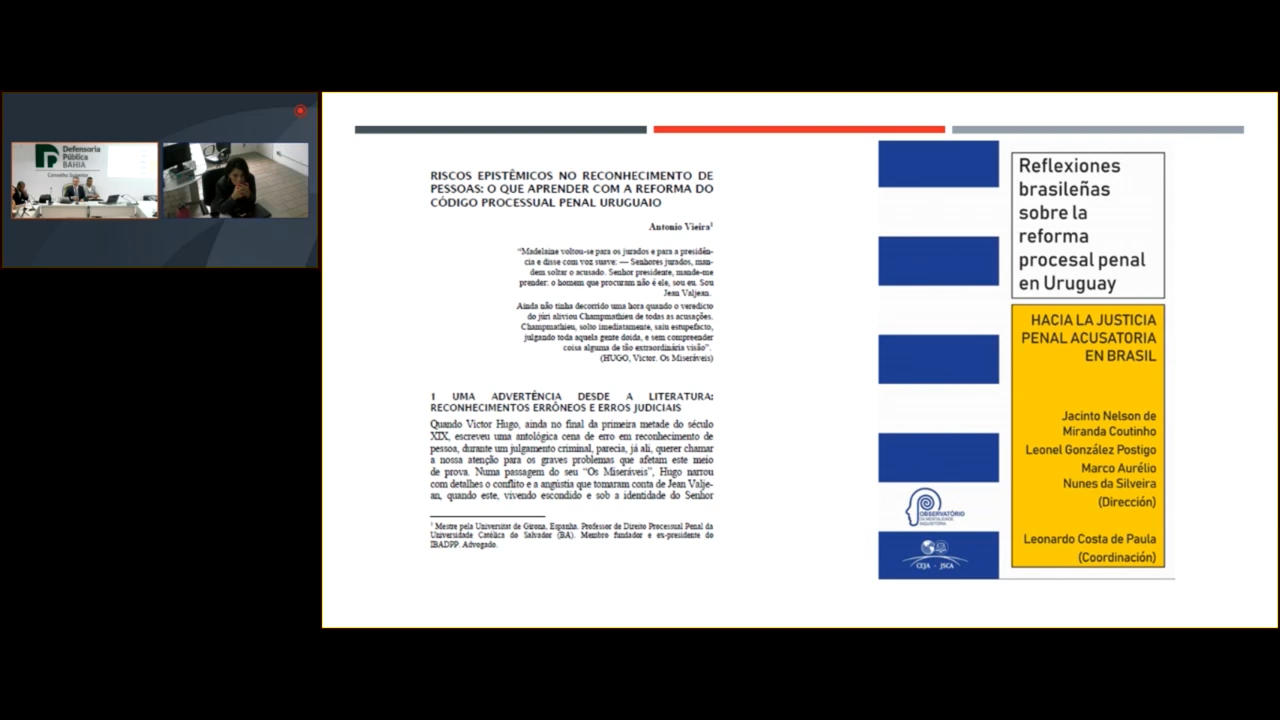 Defensoria
Pública
BAHIA
Conselho Superior
RISCOS EPISTÊMICOS NO RECONHECIMENTO DE
PESSOAS: O QUE APRENDER COM A REFORMA DO
CÓDIGO PROCESSUAL PENAL URUGUAIO
Antonio Vieira¹
“Madelaine voltou-se para os jurados e para a presidên-
cia e disse com voz suave: — Senhores jurados, man-
dem soltar o acusado. Senhor presidente, mande-me
prender: o homem que procuram não é ele, sou eu. Sou
Jean Valjean.
Ainda não tinha decorrido uma hora quando o veredicto
do júri aliviou Champmathieu de todas as acusações.
Champmathieu, solto imediatamente, saiu estupefacto,
julgando toda aquela gente doida, e sem compreender
coisa alguma de tão extraordinária visão”.
(HUGO, Victor. Os Miseráveis)
1 UMA ADVERTÊNCIA DESDE A LITERATURA:
RECONHECIMENTOS ERRÔNEOS E ERROS JUDICIAIS
Quando Victor Hugo, ainda no final da primeira metade do século
XIX, escreveu uma antológica cena de erro em reconhecimento de
pessoa, durante um julgamento criminal, parecia, já ali, querer chamar
a nossa atenção para os graves problemas que afetam este meio
de prova. Numa passagem do seu “Os Miseráveis”, Hugo narrou
com detalhes o conflito e a angústia que tomaram conta de Jean Valje-
an, quando este, vivendo escondido e sob a identidade do Senhor
¹ Mestre pela Universitat de Girona, Espanha. Professor de Direito Processual Penal da
Universidade Católica do Salvador (BA). Membro fundador e ex-presidente do
IBADPP. Advogado.
Reflexiones
brasileñas
sobre la
reforma
procesal penal
en Uruguay
HACIA LA JUSTICIA
PENAL ACUSATORIA
EN BRASIL
Jacinto Nelson de
Miranda Coutinho
Leonel González Postigo
Marco Aurélio
Nunes da Silveira
(Dirección)
Leonardo Costa de Paula
(Coordinación)
OBSERVATÓRIO
DA MENTALIDADE
INQUISITÓRIA
CEJA - JSCA